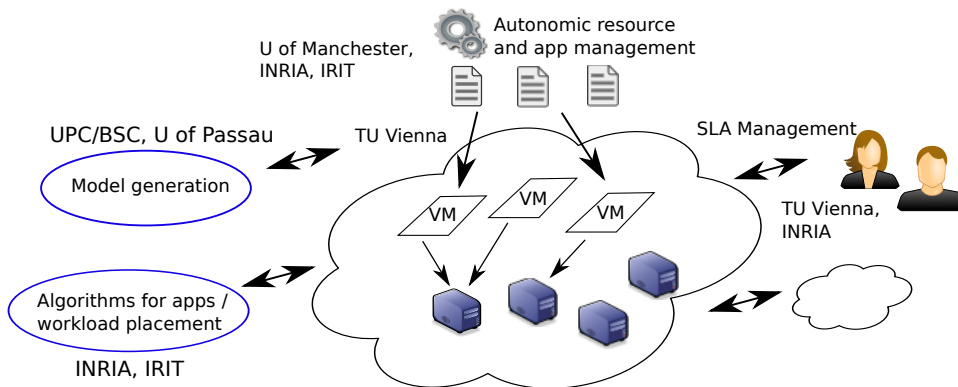 Autonomic resource
and app management
U of Manchester,
INRIA, IRIT
UPC/BSC, U of Passau
TU Vienna
SLA Management
Model generation
VM
VM
VM
TU Vienna,
INRIA
Algorithms for apps /
workload placement
INRIA, IRIT